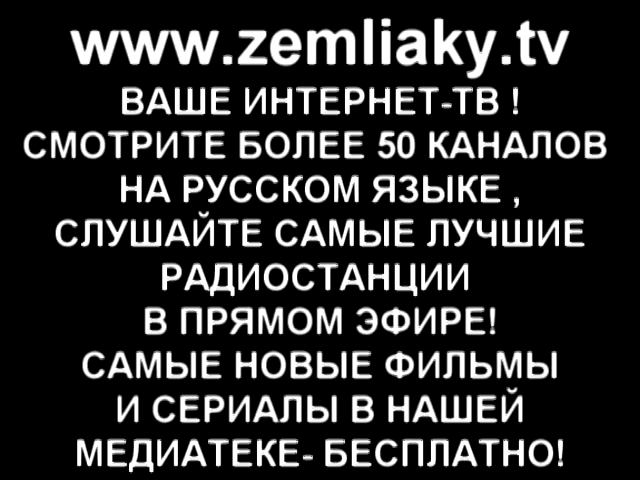 www.zemliaky.tv
ВАШЕ ИНТЕРНЕТ-ТВ !
СМОТРИТЕ БОЛЕЕ 50 КАНАЛОВ
НА РУССКОМ ЯЗЫКЕ ,
СЛУШАЙТЕ САМЫЕ ЛУЧШИЕ
РАДИОСТАНЦИИ
В ПРЯМОМ ЭФИРЕ!
САМЫЕ НОВЫЕ ФИЛЬМЫ
И СЕРИАЛЫ В НАШЕЙ
МЕДИАТЕКЕ- БЕСПЛАТНО!